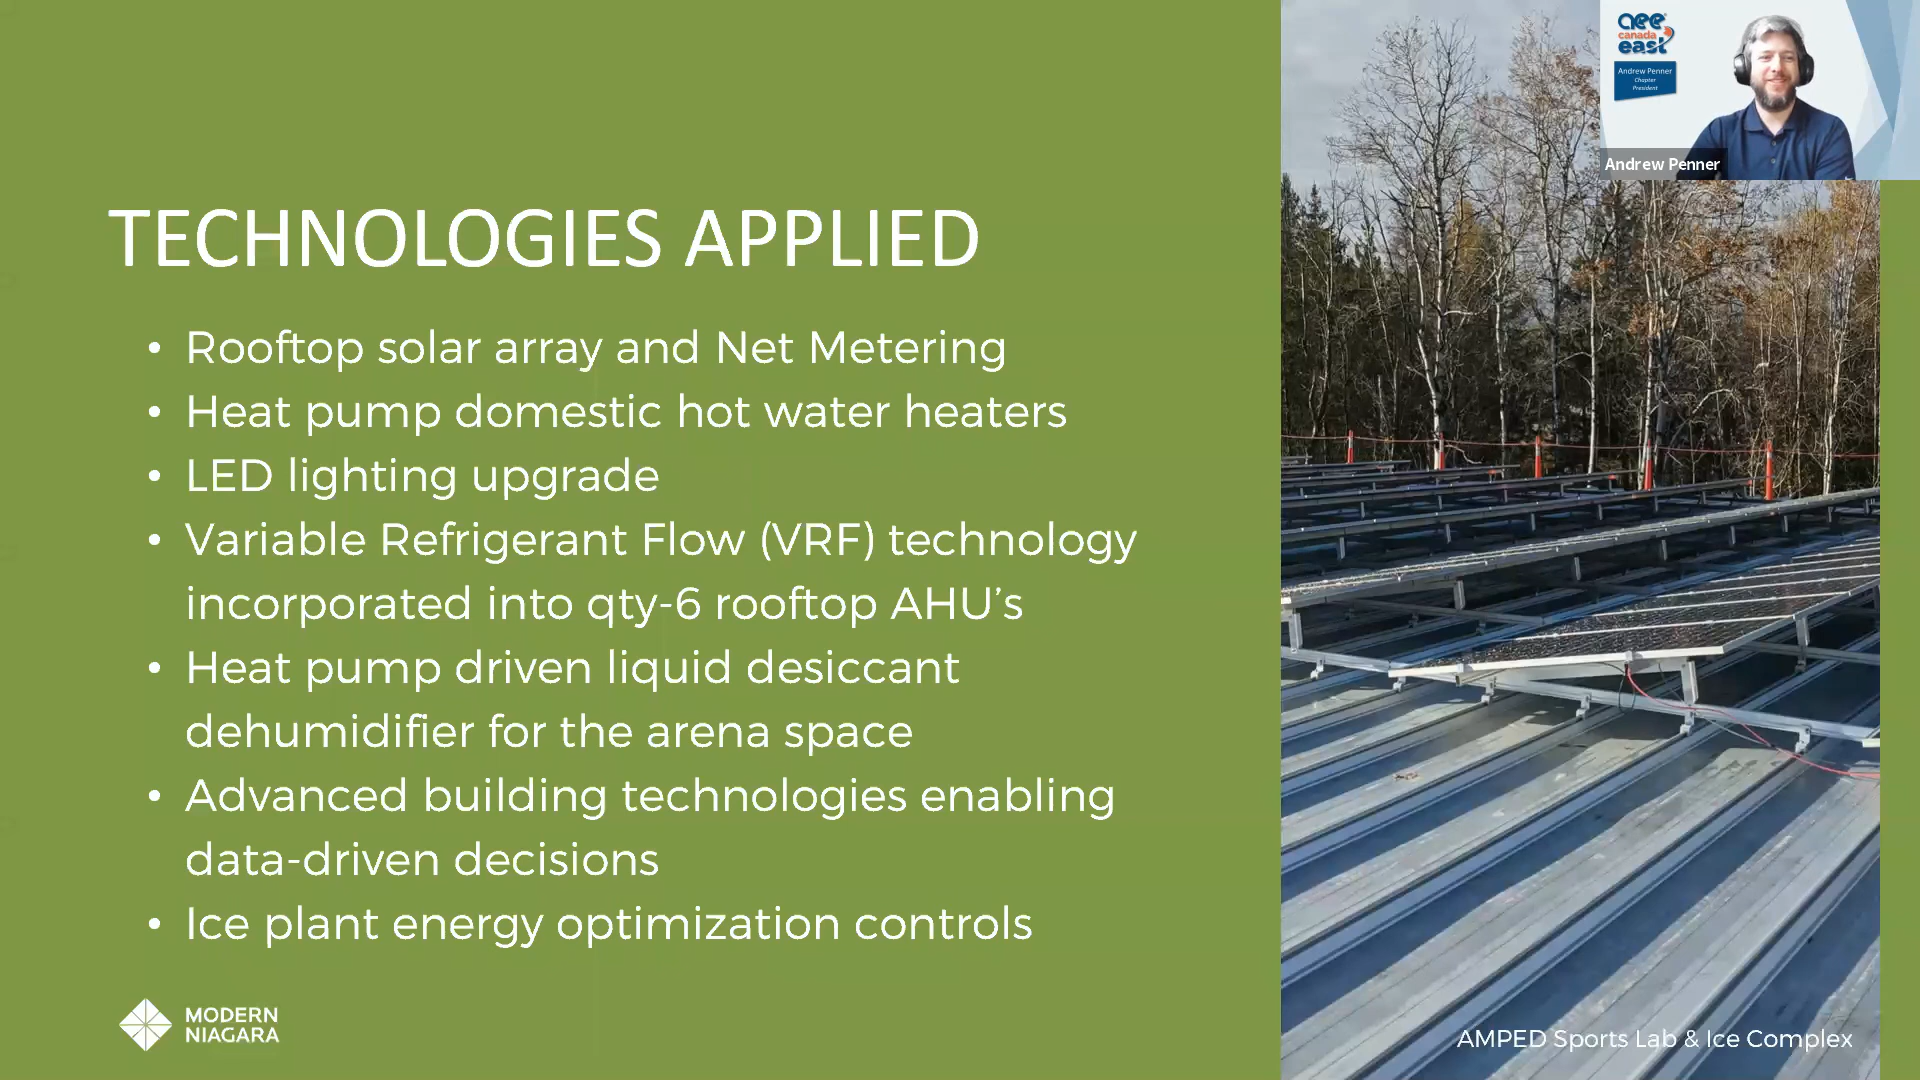 TECHNOLOGIES APPLIED
• Rooftop solar array and Net Metering
• Heat pump domestic hot water heaters
• LED lighting upgrade
• Variable Refrigerant Flow (VRF) technology
incorporated into qty-6 rooftop AHU’s
• Heat pump driven liquid desiccant
dehumidifier for the arena space
• Advanced building technologies enabling
data-driven decisions
• Ice plant energy optimization controls
MODERN
NIAGARA
aee
canada
east
Andrew Penner
Chapter
President
Andrew Penner
AMPED Sports Lab & Ice Complex